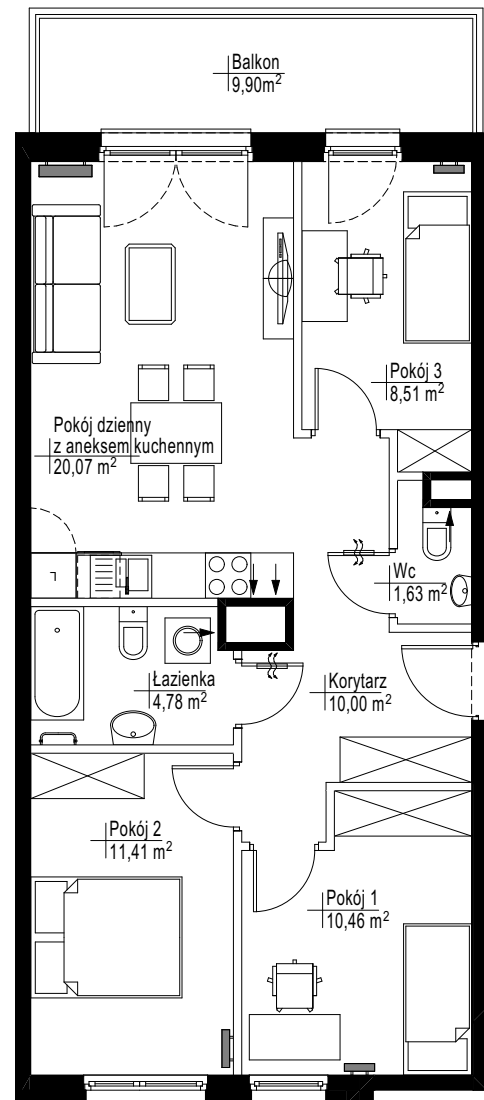 Balkon
9,90m²
Pokój 3
8,51 m²
Pokój dzienny
z aneksem kuchennym
20,07 m²
Wc
1,63 m²
Łazienka
4,78 m²
Korytarz
10,00 m²
Pokój 2
11,41 m²
Pokój 1
10,46 m²